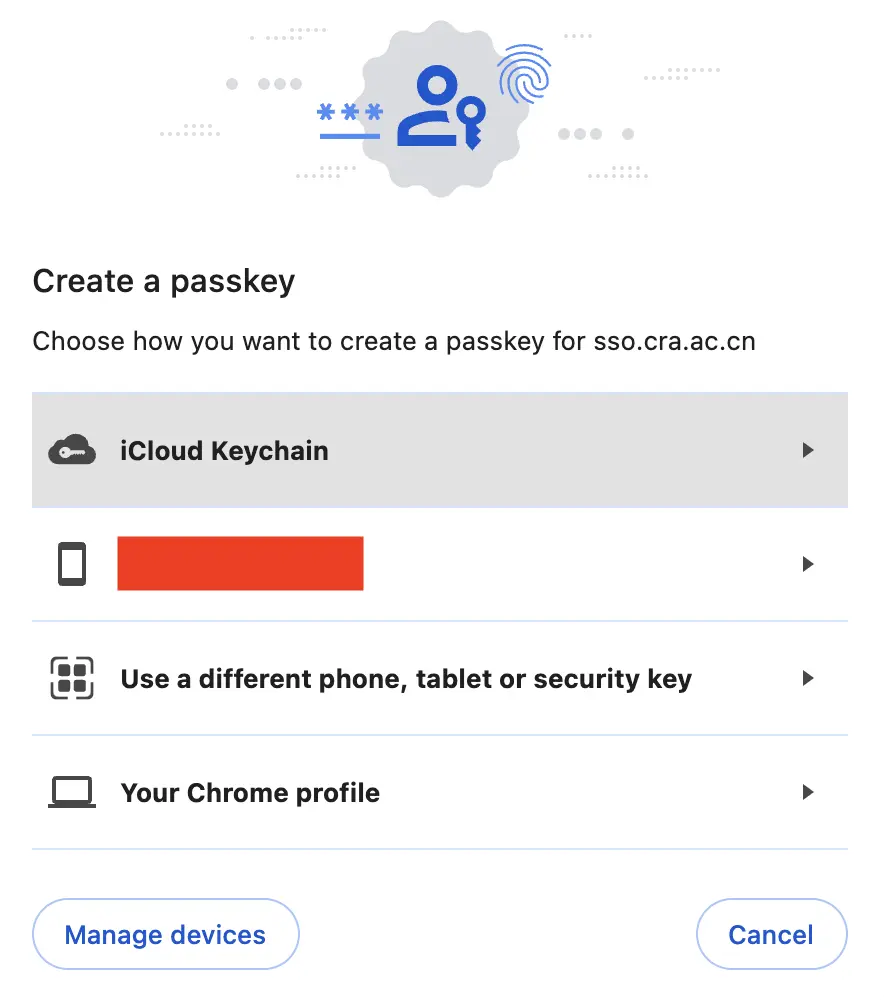 ***
Create a passkey
Choose how you want to create a passkey for sso.cra.ac.cn
iCloud Keychain
Use a different phone, tablet or security key
Your Chrome profile
Manage devices
Cancel